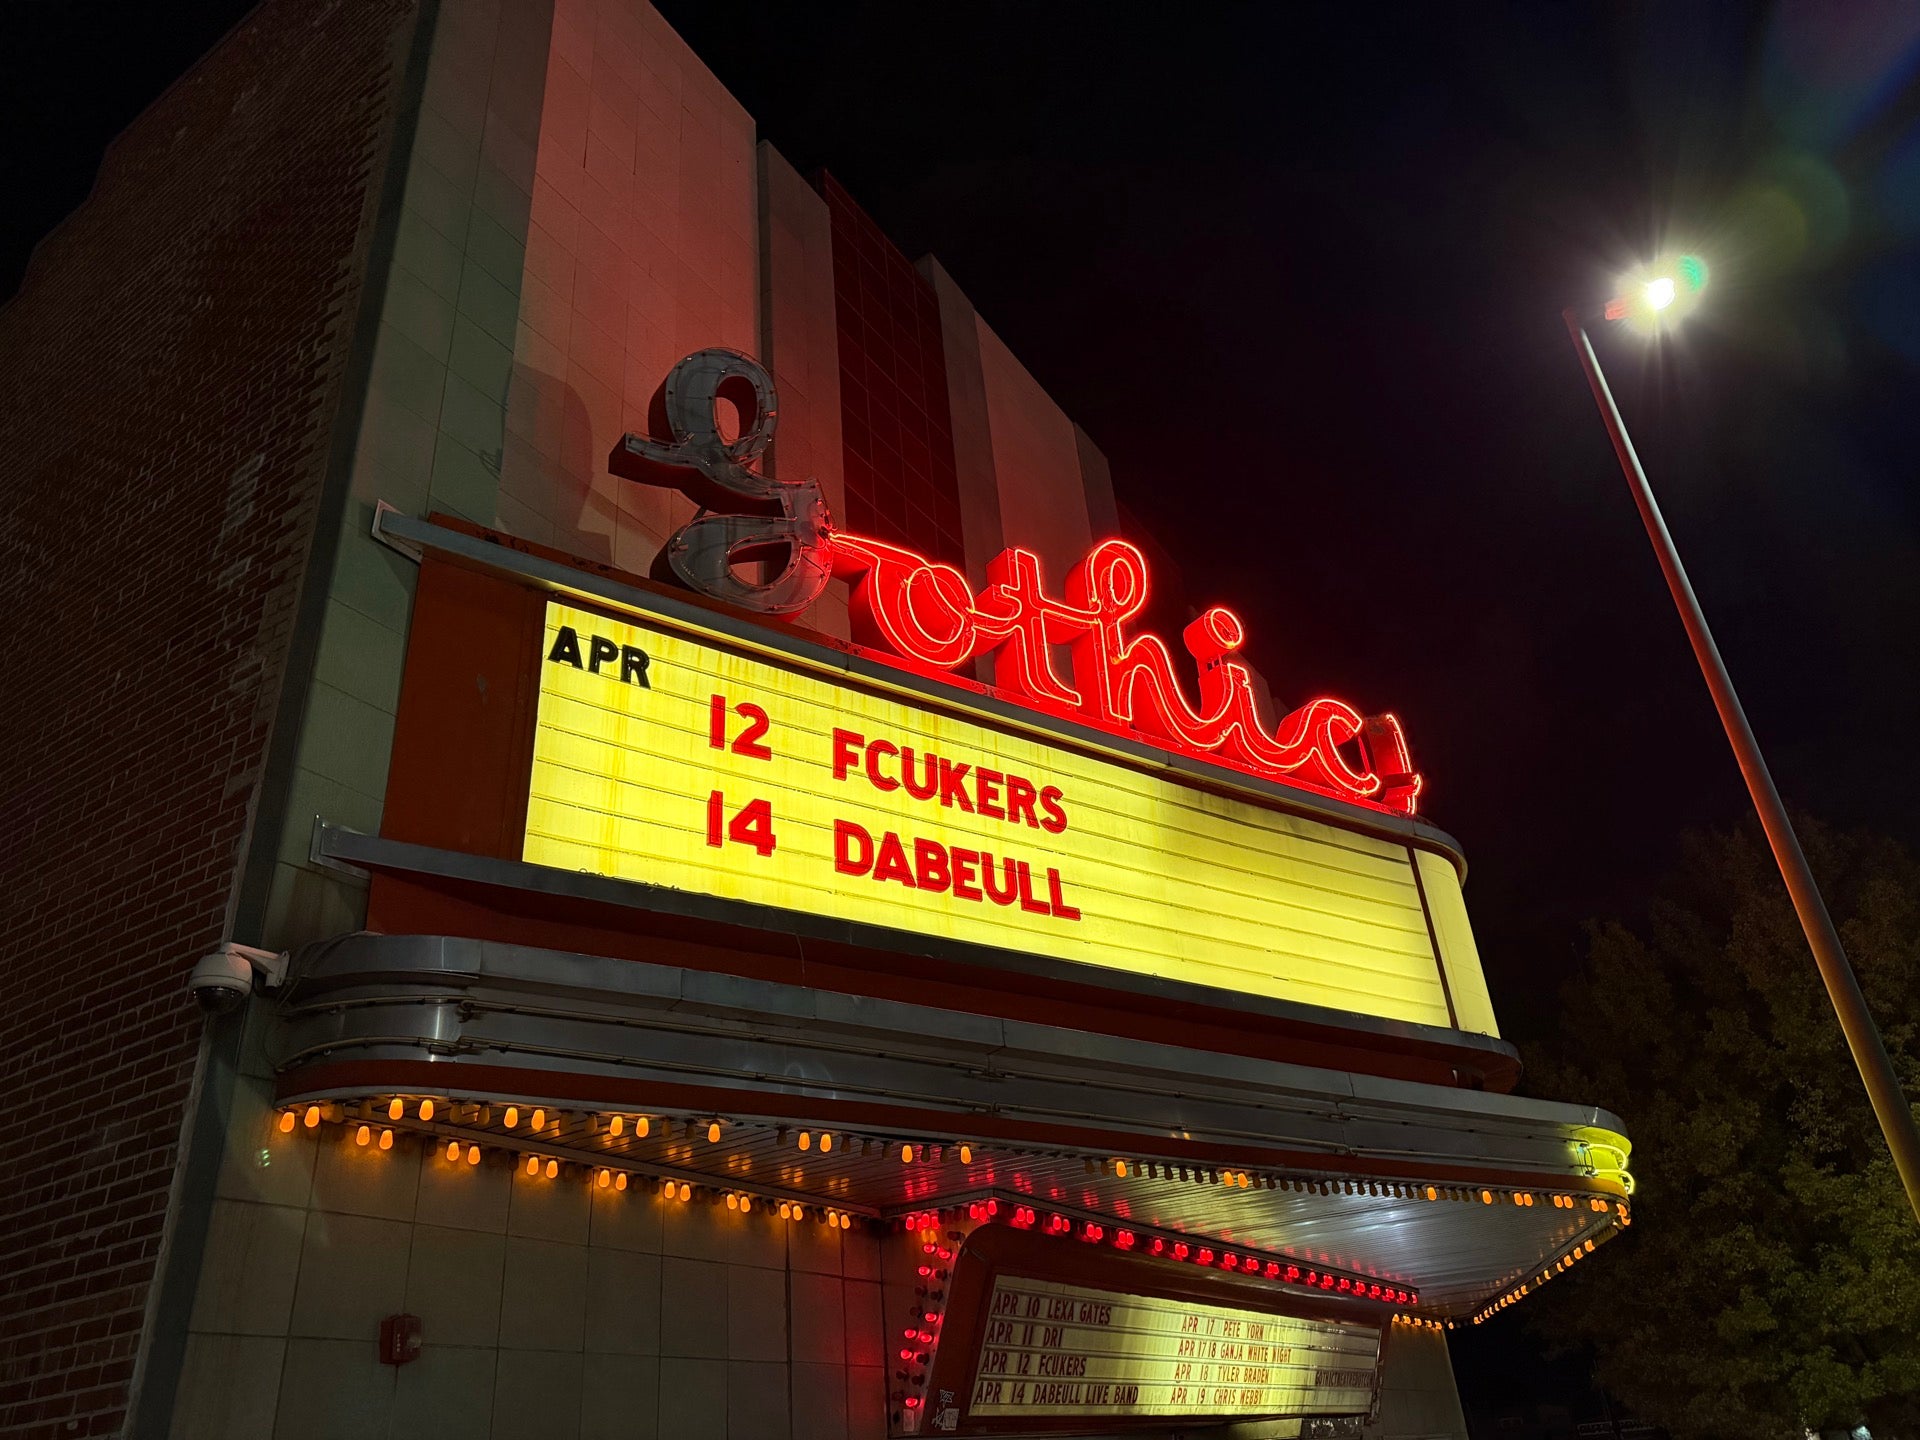 Gothic
APR
12 FCUKERS
14 DABEULL
APR 10 LEXA GATES
APR 11 DRI
APR 12 FCUKERS
APR 14 DABEULL LIVE BAND
APR 17 PETE YORN
APR 17 18 GANJA WHITE NIGHT
APR 18 TYLER BRADEN
APR 19 CHRIS WEBBY